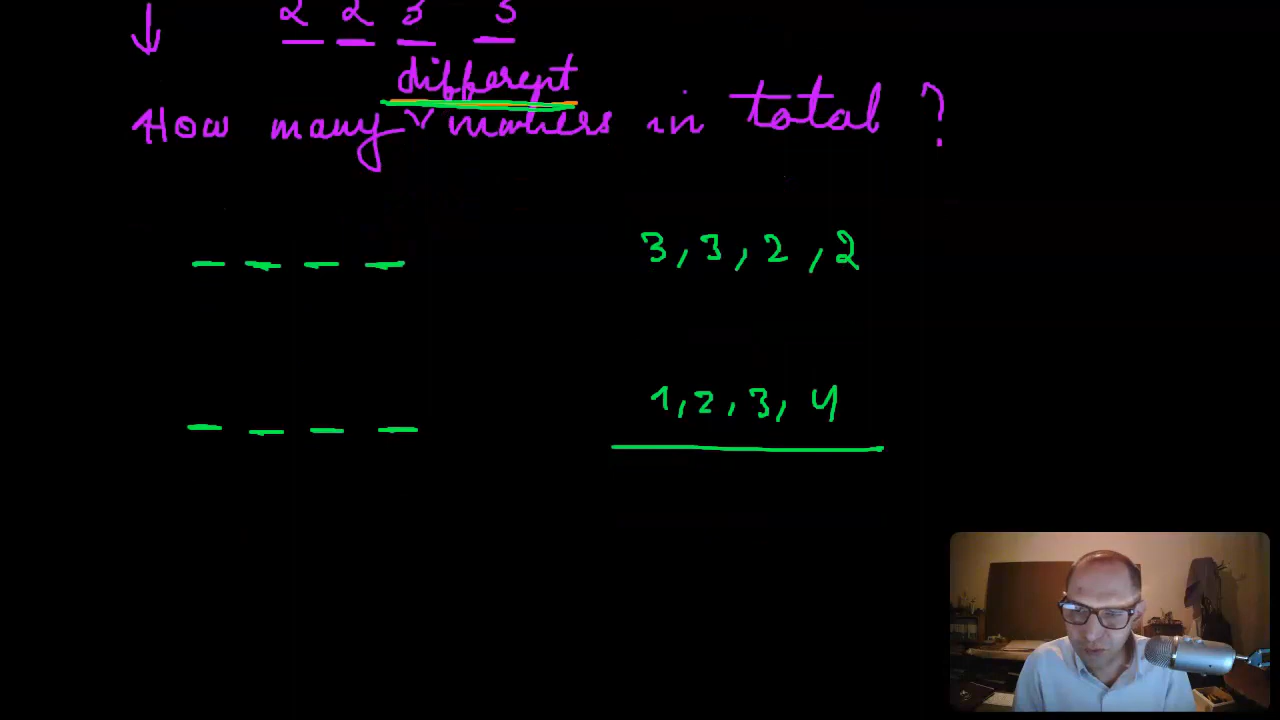 2 2 3 3
different
How many numbers in total ?
3, 3, 2, 2
1, 2, 3, 4